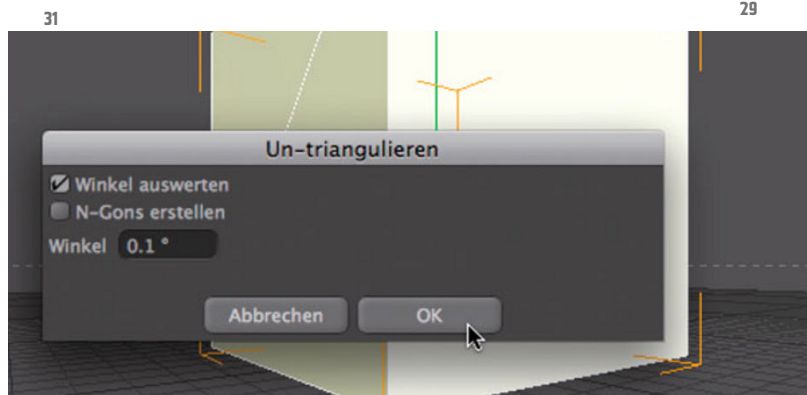 31
29
Un-triangulieren
Winkel auswerten
N-Gons erstellen
Winkel 0.1 °
Abbrechen OK